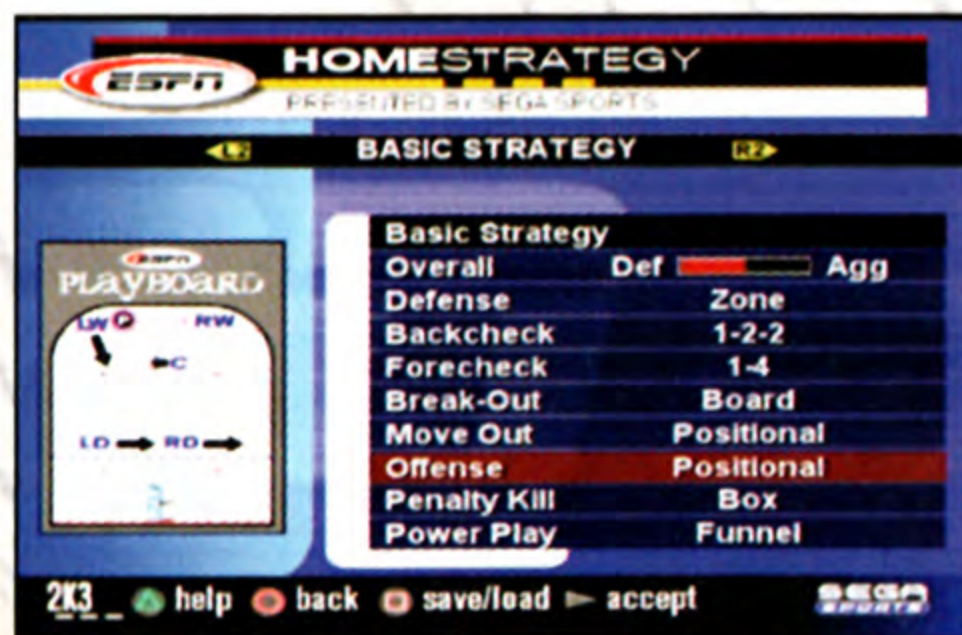 ESPN
HOMESTRATEGY
PRESENTED BY SEGA SPORTS
L2 BASIC STRATEGY R2
Basic Strategy
Overall Def Agg
Defense Zone
Backcheck 1-2-2
Forecheck 1-4
Break-Out Board
Move Out Positional
Offense Positional
Penalty Kill Box
Power Play Funnel
ESPN
PLAYBOARD
LW RW
C
LD RD
2K3 help back save/load accept
SEGA
SPORTS